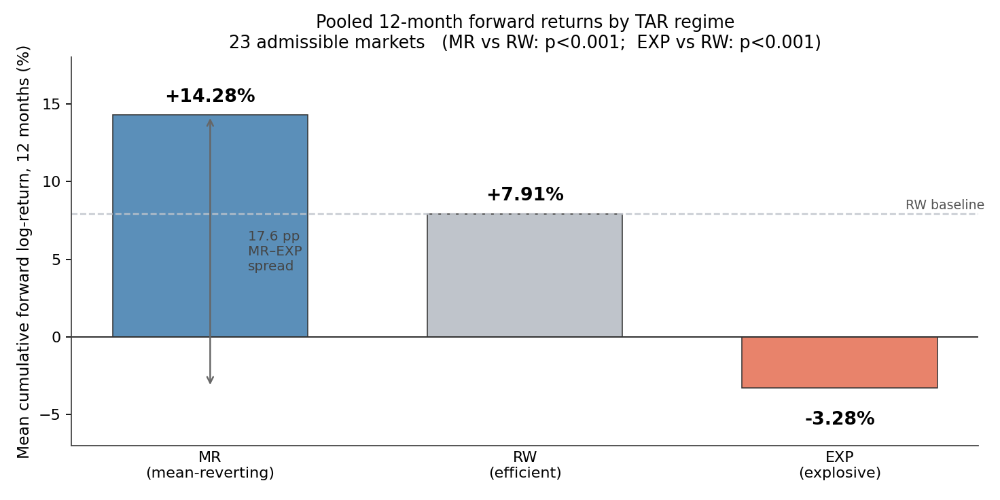 Pooled 12-month forward returns by TAR regime
23 admissible markets (MR vs RW: p<0.001; EXP vs RW: p<0.001)
Mean cumulative forward log-return, 12 months (%)
15
10
5
0
−5
+14.28%
+7.91%
-3.28%
RW baseline
17.6 pp
MR–EXP
spread
MR
(mean-reverting)
RW
(efficient)
EXP
(explosive)